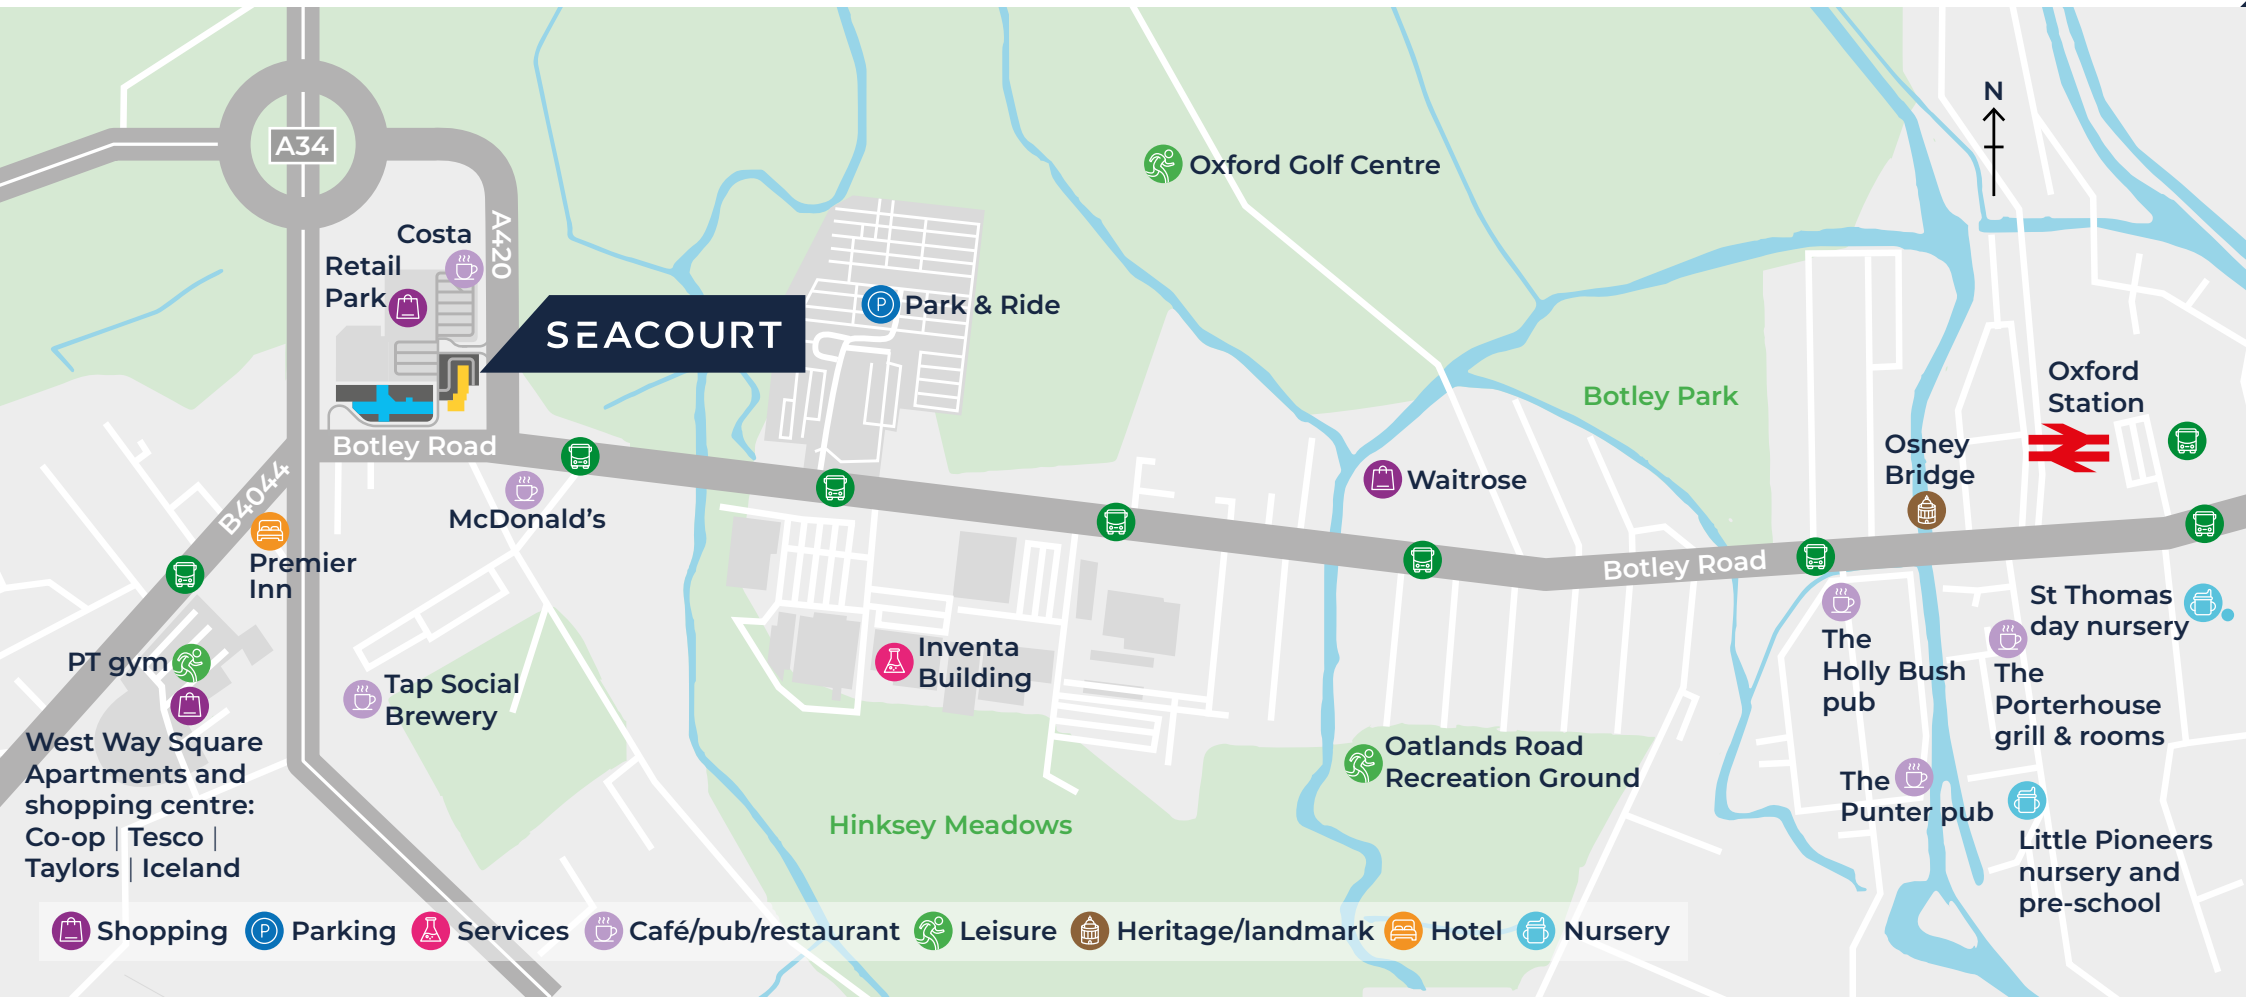 N
A34
A420
Costa
Retail
Park
SEACOURT
P
Park & Ride
Oxford Golf Centre
Botley Park
Oxford
Station
Osney
Bridge
Botley Road
B4044
McDonald’s
Waitrose
Botley Road
Premier
Inn
PT gym
Tap Social
Brewery
Inventa
Building
St Thomas
day nursery
The
Holly Bush
pub
The
Porterhouse
grill & rooms
West Way Square
Apartments and
shopping centre:
Co-op | Tesco |
Taylors | Iceland
Oatlands Road
Recreation Ground
Hinksey Meadows
The
Punter pub
Little Pioneers
nursery and
pre-school
Shopping P Parking Services Café/pub/restaurant Leisure Heritage/landmark Hotel Nursery